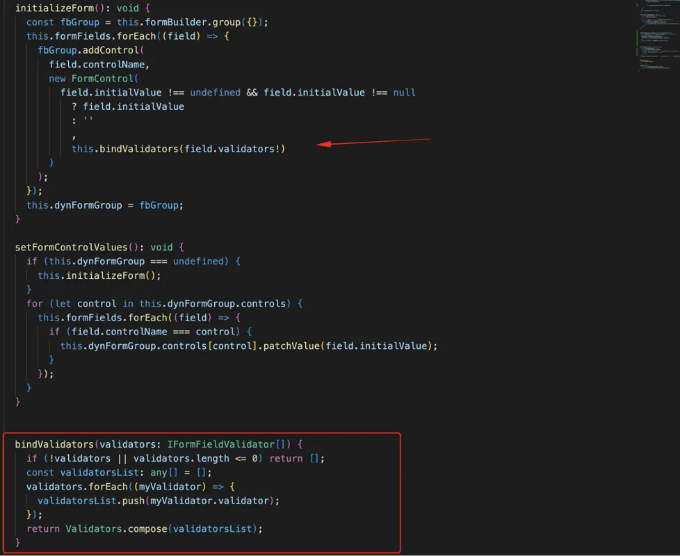 initializeForm(): void {
const fbGroup = this.formBuilder.group({});
this.formFields.forEach((field) => {
fbGroup.addControl(
field.controlName,
new FormControl(
field.initialValue !== undefined && field.initialValue !== null
? field.initialValue
: ''
,
this.bindValidators(field.validators!)
)
);
});
this.dynFormGroup = fbGroup;
}
setFormControlValues(): void {
if (this.dynFormGroup === undefined) {
this.initializeForm();
}
for (let control in this.dynFormGroup.controls) {
this.formFields.forEach((field) => {
if (field.controlName === control) {
this.dynFormGroup.controls[control].patchValue(field.initialValue);
}
});
}
}
bindValidators(validators: IFormFieldValidator[]) {
if (!validators || validators.length <= 0) return [];
const validatorsList: any[] = [];
validators.forEach((myValidator) => {
validatorsList.push(myValidator.validator);
});
return Validators.compose(validatorsList);
}